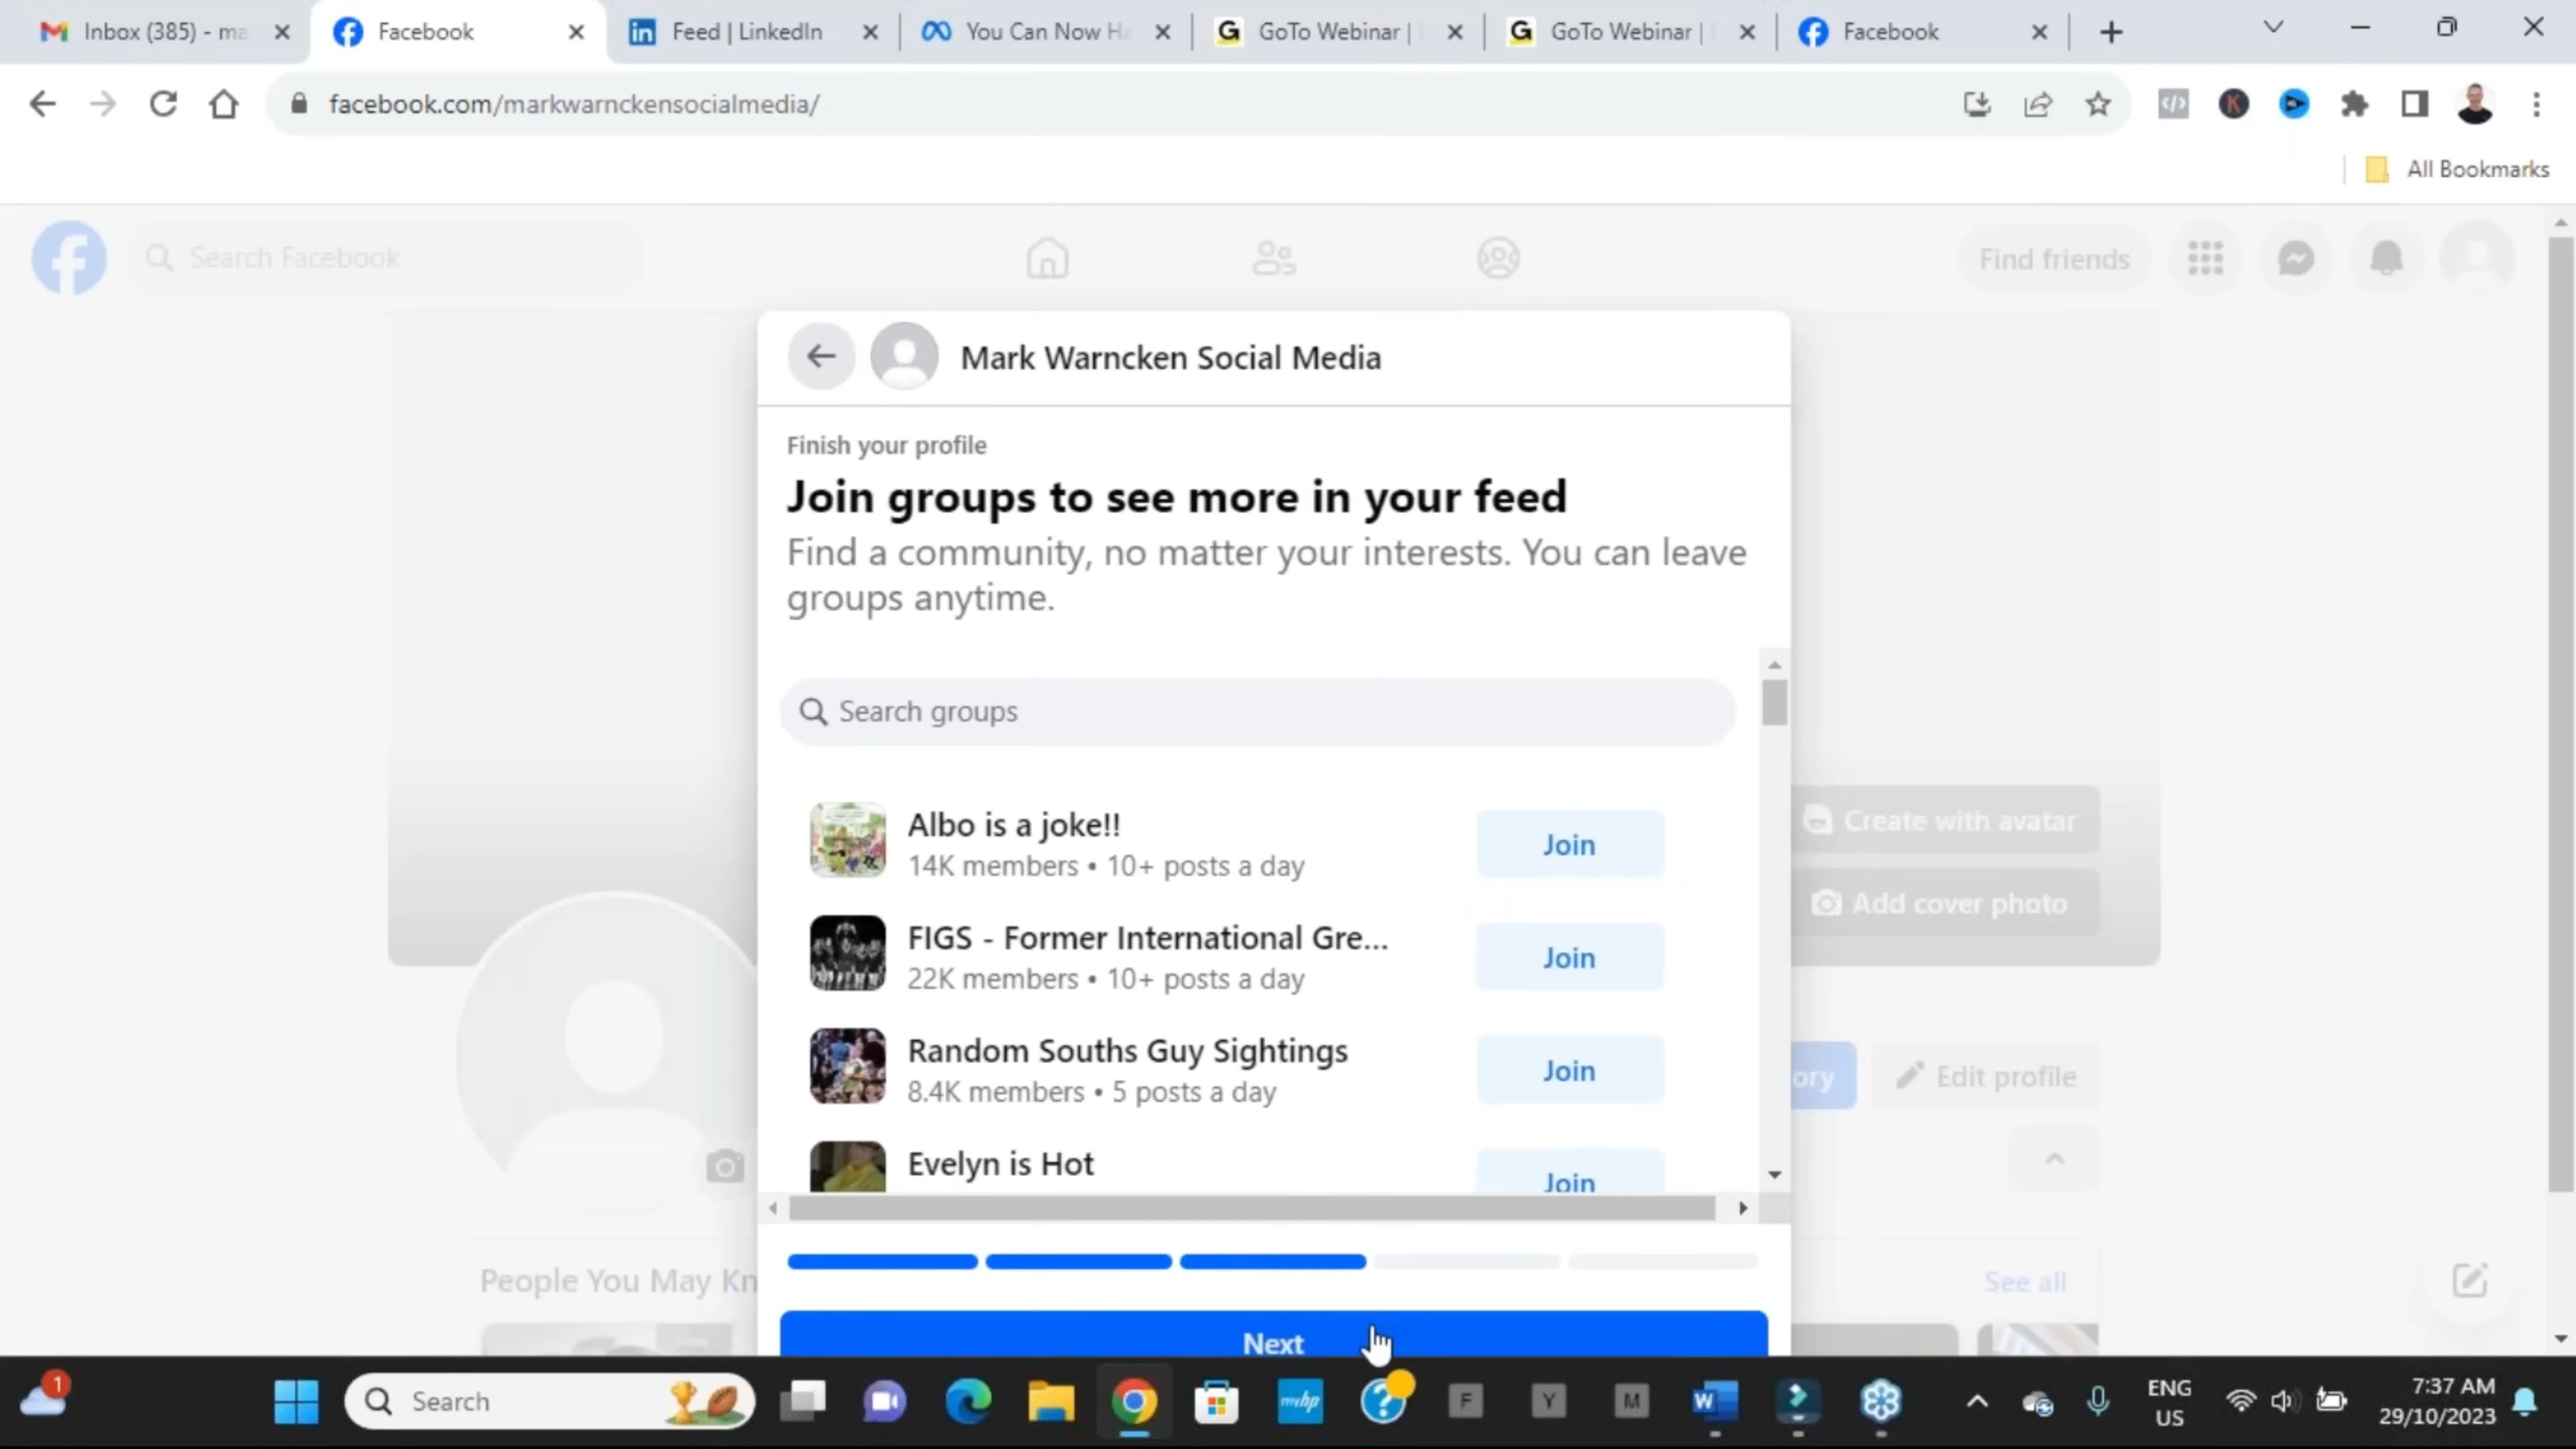 Inbox (385) - ma
Facebook
Feed | LinkedIn
You Can Now Ha
GoTo Webinar |
GoTo Webinar |
Facebook
facebook.com/markwarnckensocialmedia/
All Bookmarks
Search Facebook
Find friends
Mark Warncken Social Media
Finish your profile
Join groups to see more in your feed
Find a community, no matter your interests. You can leave
groups anytime.
Search groups
Albo is a joke!!
14K members • 10+ posts a day
Join
FIGS - Former International Gre...
22K members • 10+ posts a day
Join
Random Souths Guy Sightings
8.4K members • 5 posts a day
Join
Evelyn is Hot
Join
Create with avatar
Add cover photo
ory
Edit profile
People You May Kn
See all
Next
1
Search
myhp
F
Y
M
W
ENG
US
7:37 AM
29/10/2023